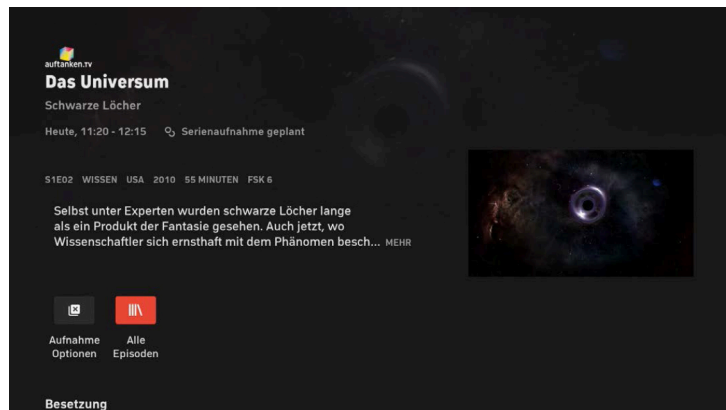 auftanken.TV
Das Universum
Schwarze Löcher
Heute, 11:20 - 12:15 Serienaufnahme geplant
S1E02 WISSEN USA 2010 55 MINUTEN FSK 6
Selbst unter Experten wurden schwarze Löcher lange
als ein Produkt der Fantasie gesehen. Auch jetzt, wo
Wissenschaftler sich ernsthaft mit dem Phänomen besch... MEHR
Aufnahme
Optionen
Alle
Episoden
Besetzung